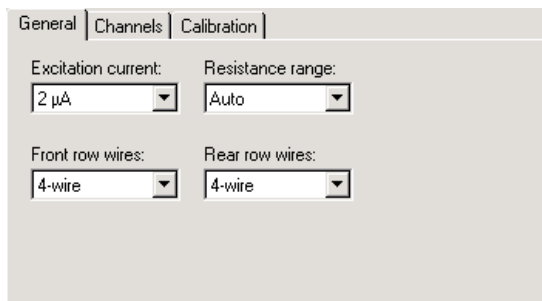 General Channels Calibration
Excitation current: Resistance range:
2 µA Auto
Front row wires: Rear row wires:
4-wire 4-wire